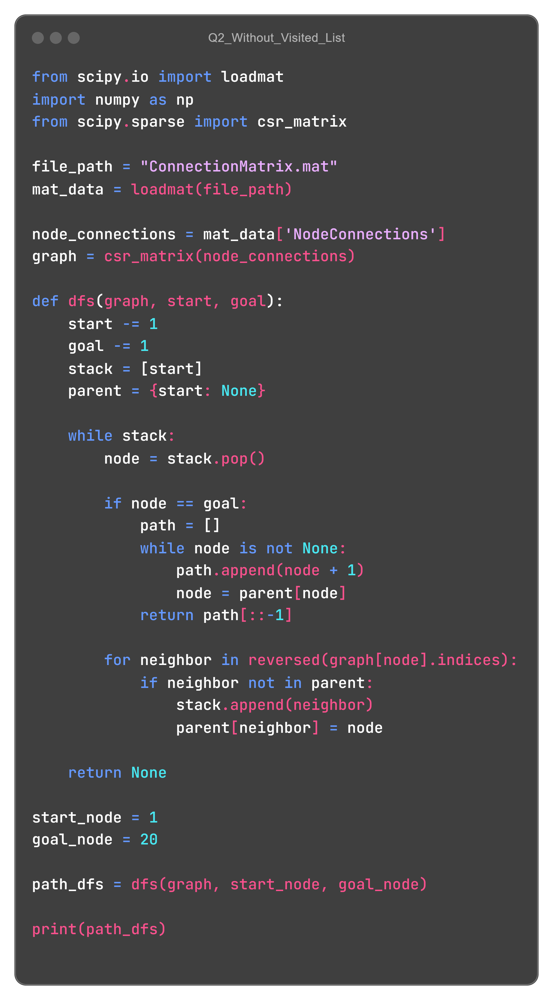 Q2_Without_Visited_List
from scipy.io import loadmat
import numpy as np
from scipy.sparse import csr_matrix
file_path = "ConnectionMatrix.mat"
mat_data = loadmat(file_path)
node_connections = mat_data['NodeConnections']
graph = csr_matrix(node_connections)
def dfs(graph, start, goal):
    start -= 1
    goal -= 1
    stack = [start]
    parent = {start: None}
    while stack:
        node = stack.pop()
        if node == goal:
            path = []
            while node is not None:
                path.append(node + 1)
                node = parent[node]
            return path[::-1]
        for neighbor in reversed(graph[node].indices):
            if neighbor not in parent:
                stack.append(neighbor)
                parent[neighbor] = node
    return None
start_node = 1
goal_node = 20
path_dfs = dfs(graph, start_node, goal_node)
print(path_dfs)